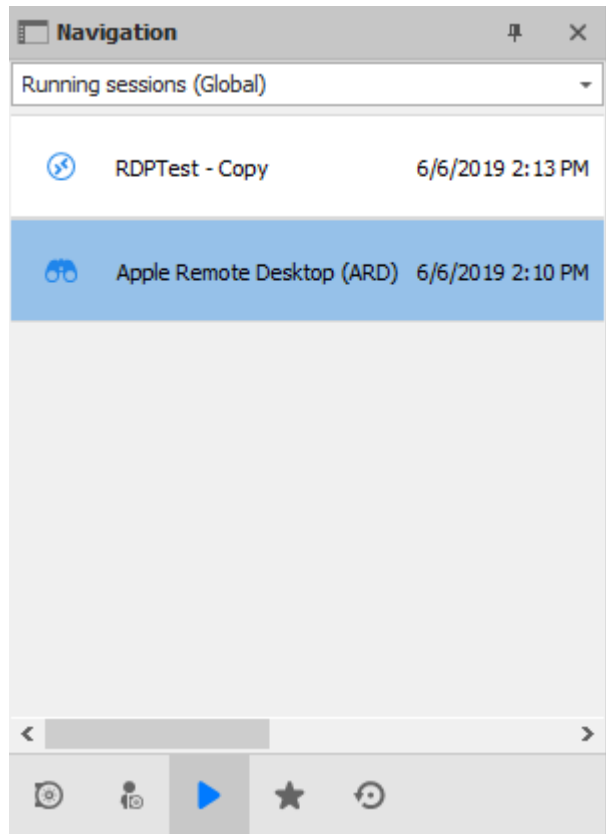 Navigation
Running sessions (Global)
RDPTest - Copy 6/6/2019 2:13 PM
Apple Remote Desktop (ARD) 6/6/2019 2:10 PM